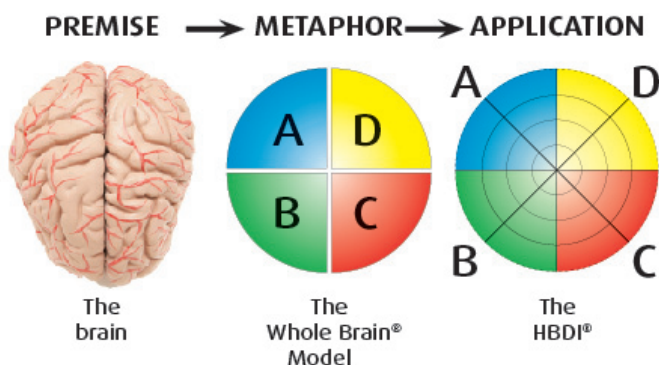 PREMISE → METAPHOR → APPLICATION
A D
B C
A D
B C
The
brain
The
Whole Brain®
Model
The
HBDI®